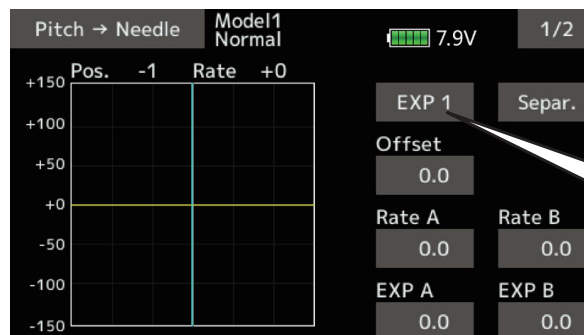 Pitch → Needle
Model1
Normal
7.9V
1/2
Pos. -1 Rate +0
+150
+100
+50
+0
-50
-100
-150
EXP 1
Separ.
Offset
0.0
Rate A Rate B
0.0 0.0
EXP A EXP B
0.0 0.0